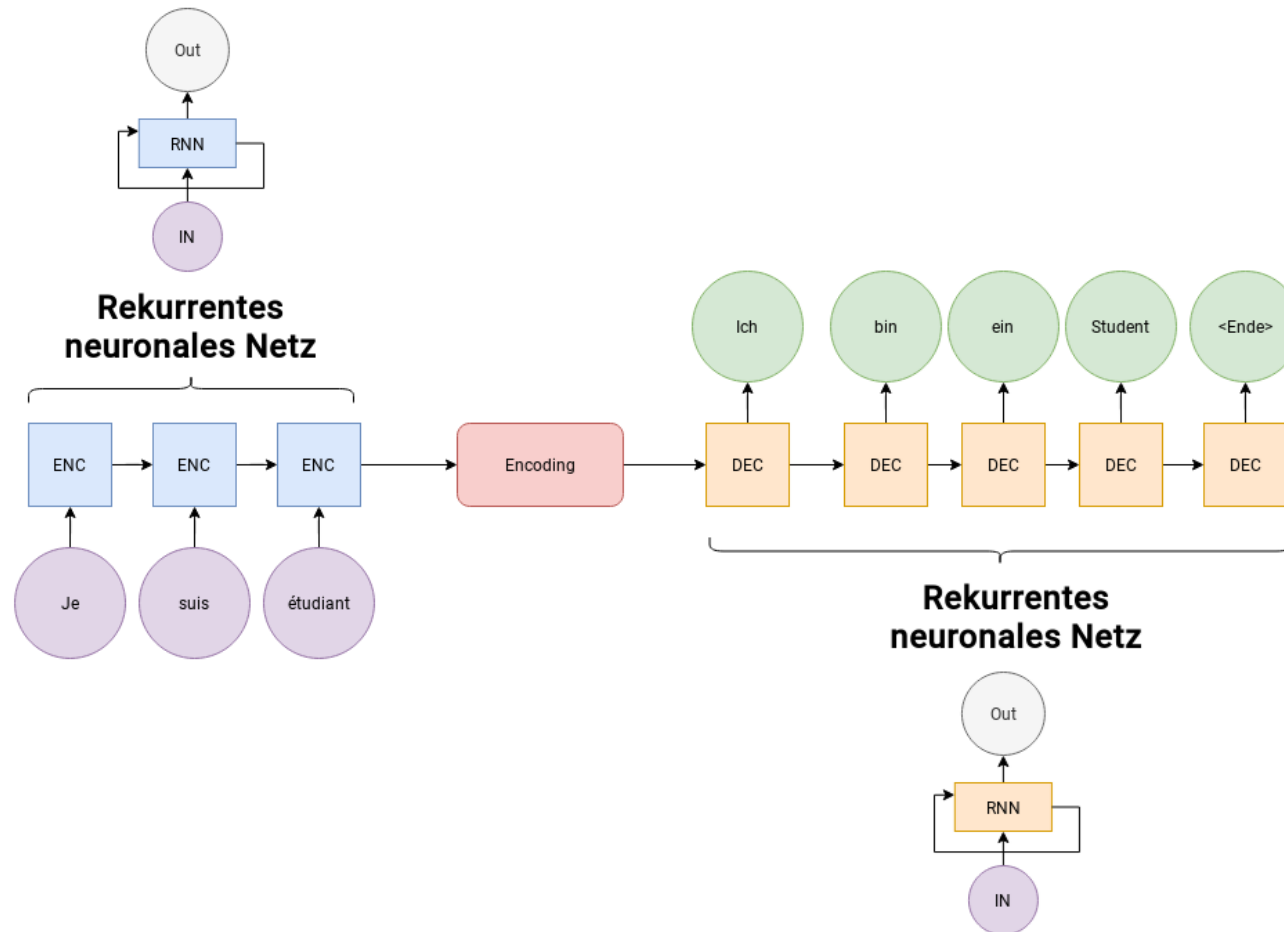 Out
RNN
IN
Rekurrentes
neuronales Netz
Ich bin ein Student <Ende>
ENC ENC ENC Encoding DEC DEC DEC DEC DEC
Je suis étudiant
Rekurrentes
neuronales Netz
Out
RNN
IN